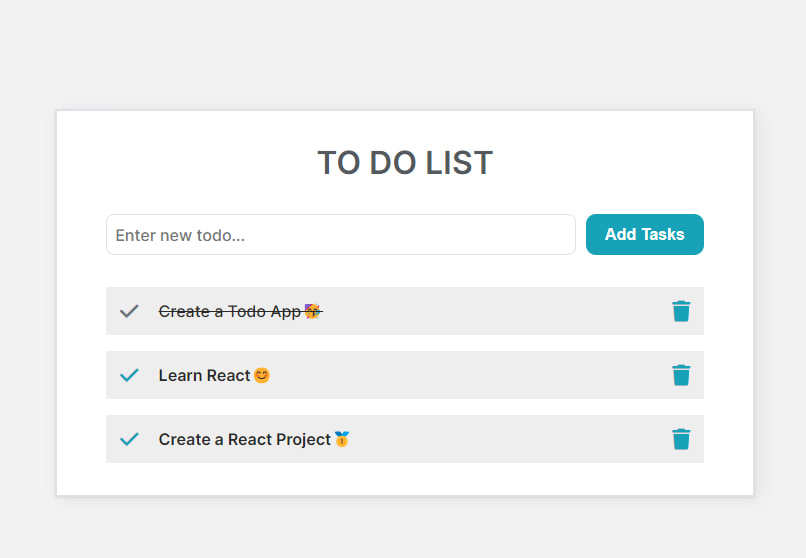 TO DO LIST
Enter new todo...
Add Tasks
Create a Todo App 🎉
Learn React 😊
Create a React Project 🥇